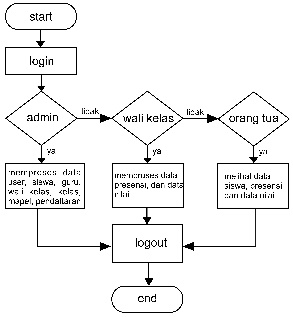 start
login
admin
tidak
wali kelas
tidak
orang tua
ya
ya
ya
memproses data
user, siswa, guru,
wali kelas, kelas,
mapel, pendaftaran
memproses data
presensi, dan data
nilai
melihat data
siswa, presensi
dan data nilai
logout
end